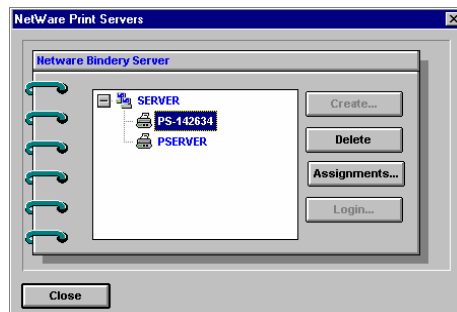 NetWare Print Servers
Netware Bindery Server
SERVER
PS-142634
PSERVER
Create...
Delete
Assignments...
Login...
Close